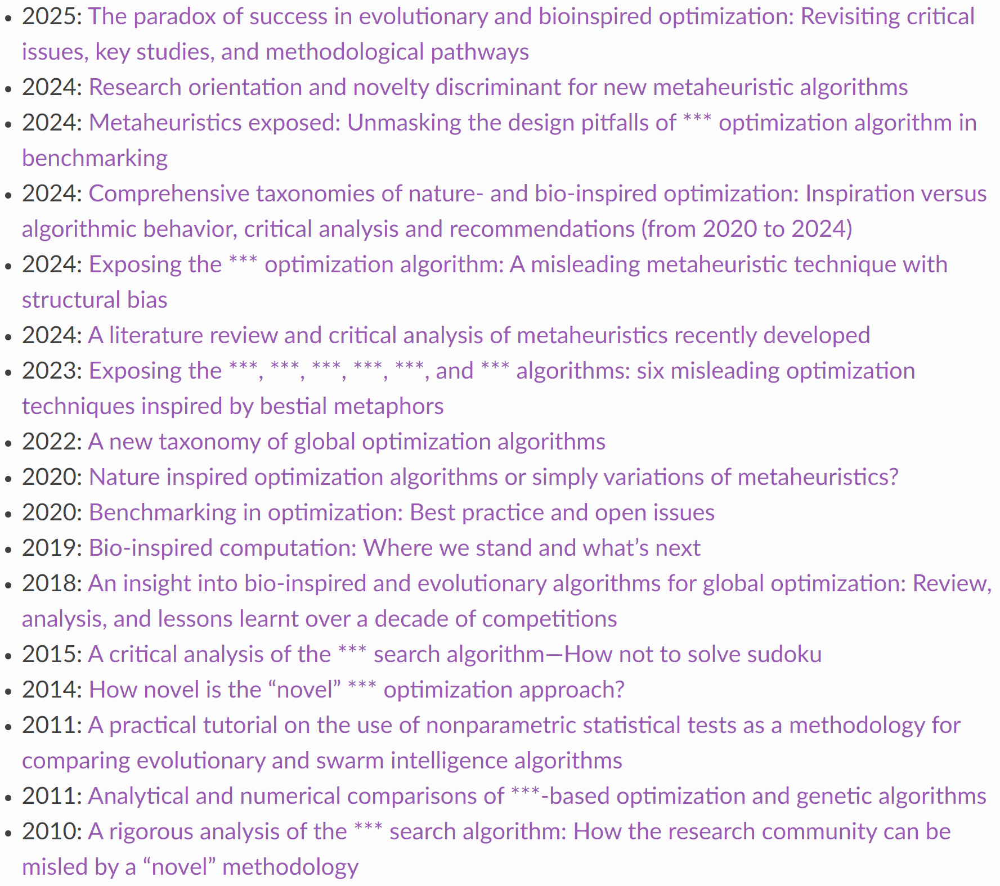 • 2025: The paradox of success in evolutionary and bioinspired optimization: Revisiting critical
issues, key studies, and methodological pathways
• 2024: Research orientation and novelty discriminant for new metaheuristic algorithms
• 2024: Metaheuristics exposed: Unmasking the design pitfalls of *** optimization algorithm in
benchmarking
• 2024: Comprehensive taxonomies of nature- and bio-inspired optimization: Inspiration versus
algorithmic behavior, critical analysis and recommendations (from 2020 to 2024)
• 2024: Exposing the *** optimization algorithm: A misleading metaheuristic technique with
structural bias
• 2024: A literature review and critical analysis of metaheuristics recently developed
• 2023: Exposing the ***, ***, ***, ***, ***, and *** algorithms: six misleading optimization
techniques inspired by bestial metaphors
• 2022: A new taxonomy of global optimization algorithms
• 2020: Nature inspired optimization algorithms or simply variations of metaheuristics?
• 2020: Benchmarking in optimization: Best practice and open issues
• 2019: Bio-inspired computation: Where we stand and what’s next
• 2018: An insight into bio-inspired and evolutionary algorithms for global optimization: Review,
analysis, and lessons learnt over a decade of competitions
• 2015: A critical analysis of the *** search algorithm—How not to solve sudoku
• 2014: How novel is the “novel” *** optimization approach?
• 2011: A practical tutorial on the use of nonparametric statistical tests as a methodology for
comparing evolutionary and swarm intelligence algorithms
• 2011: Analytical and numerical comparisons of ***-based optimization and genetic algorithms
• 2010: A rigorous analysis of the *** search algorithm: How the research community can be
misled by a “novel” methodology